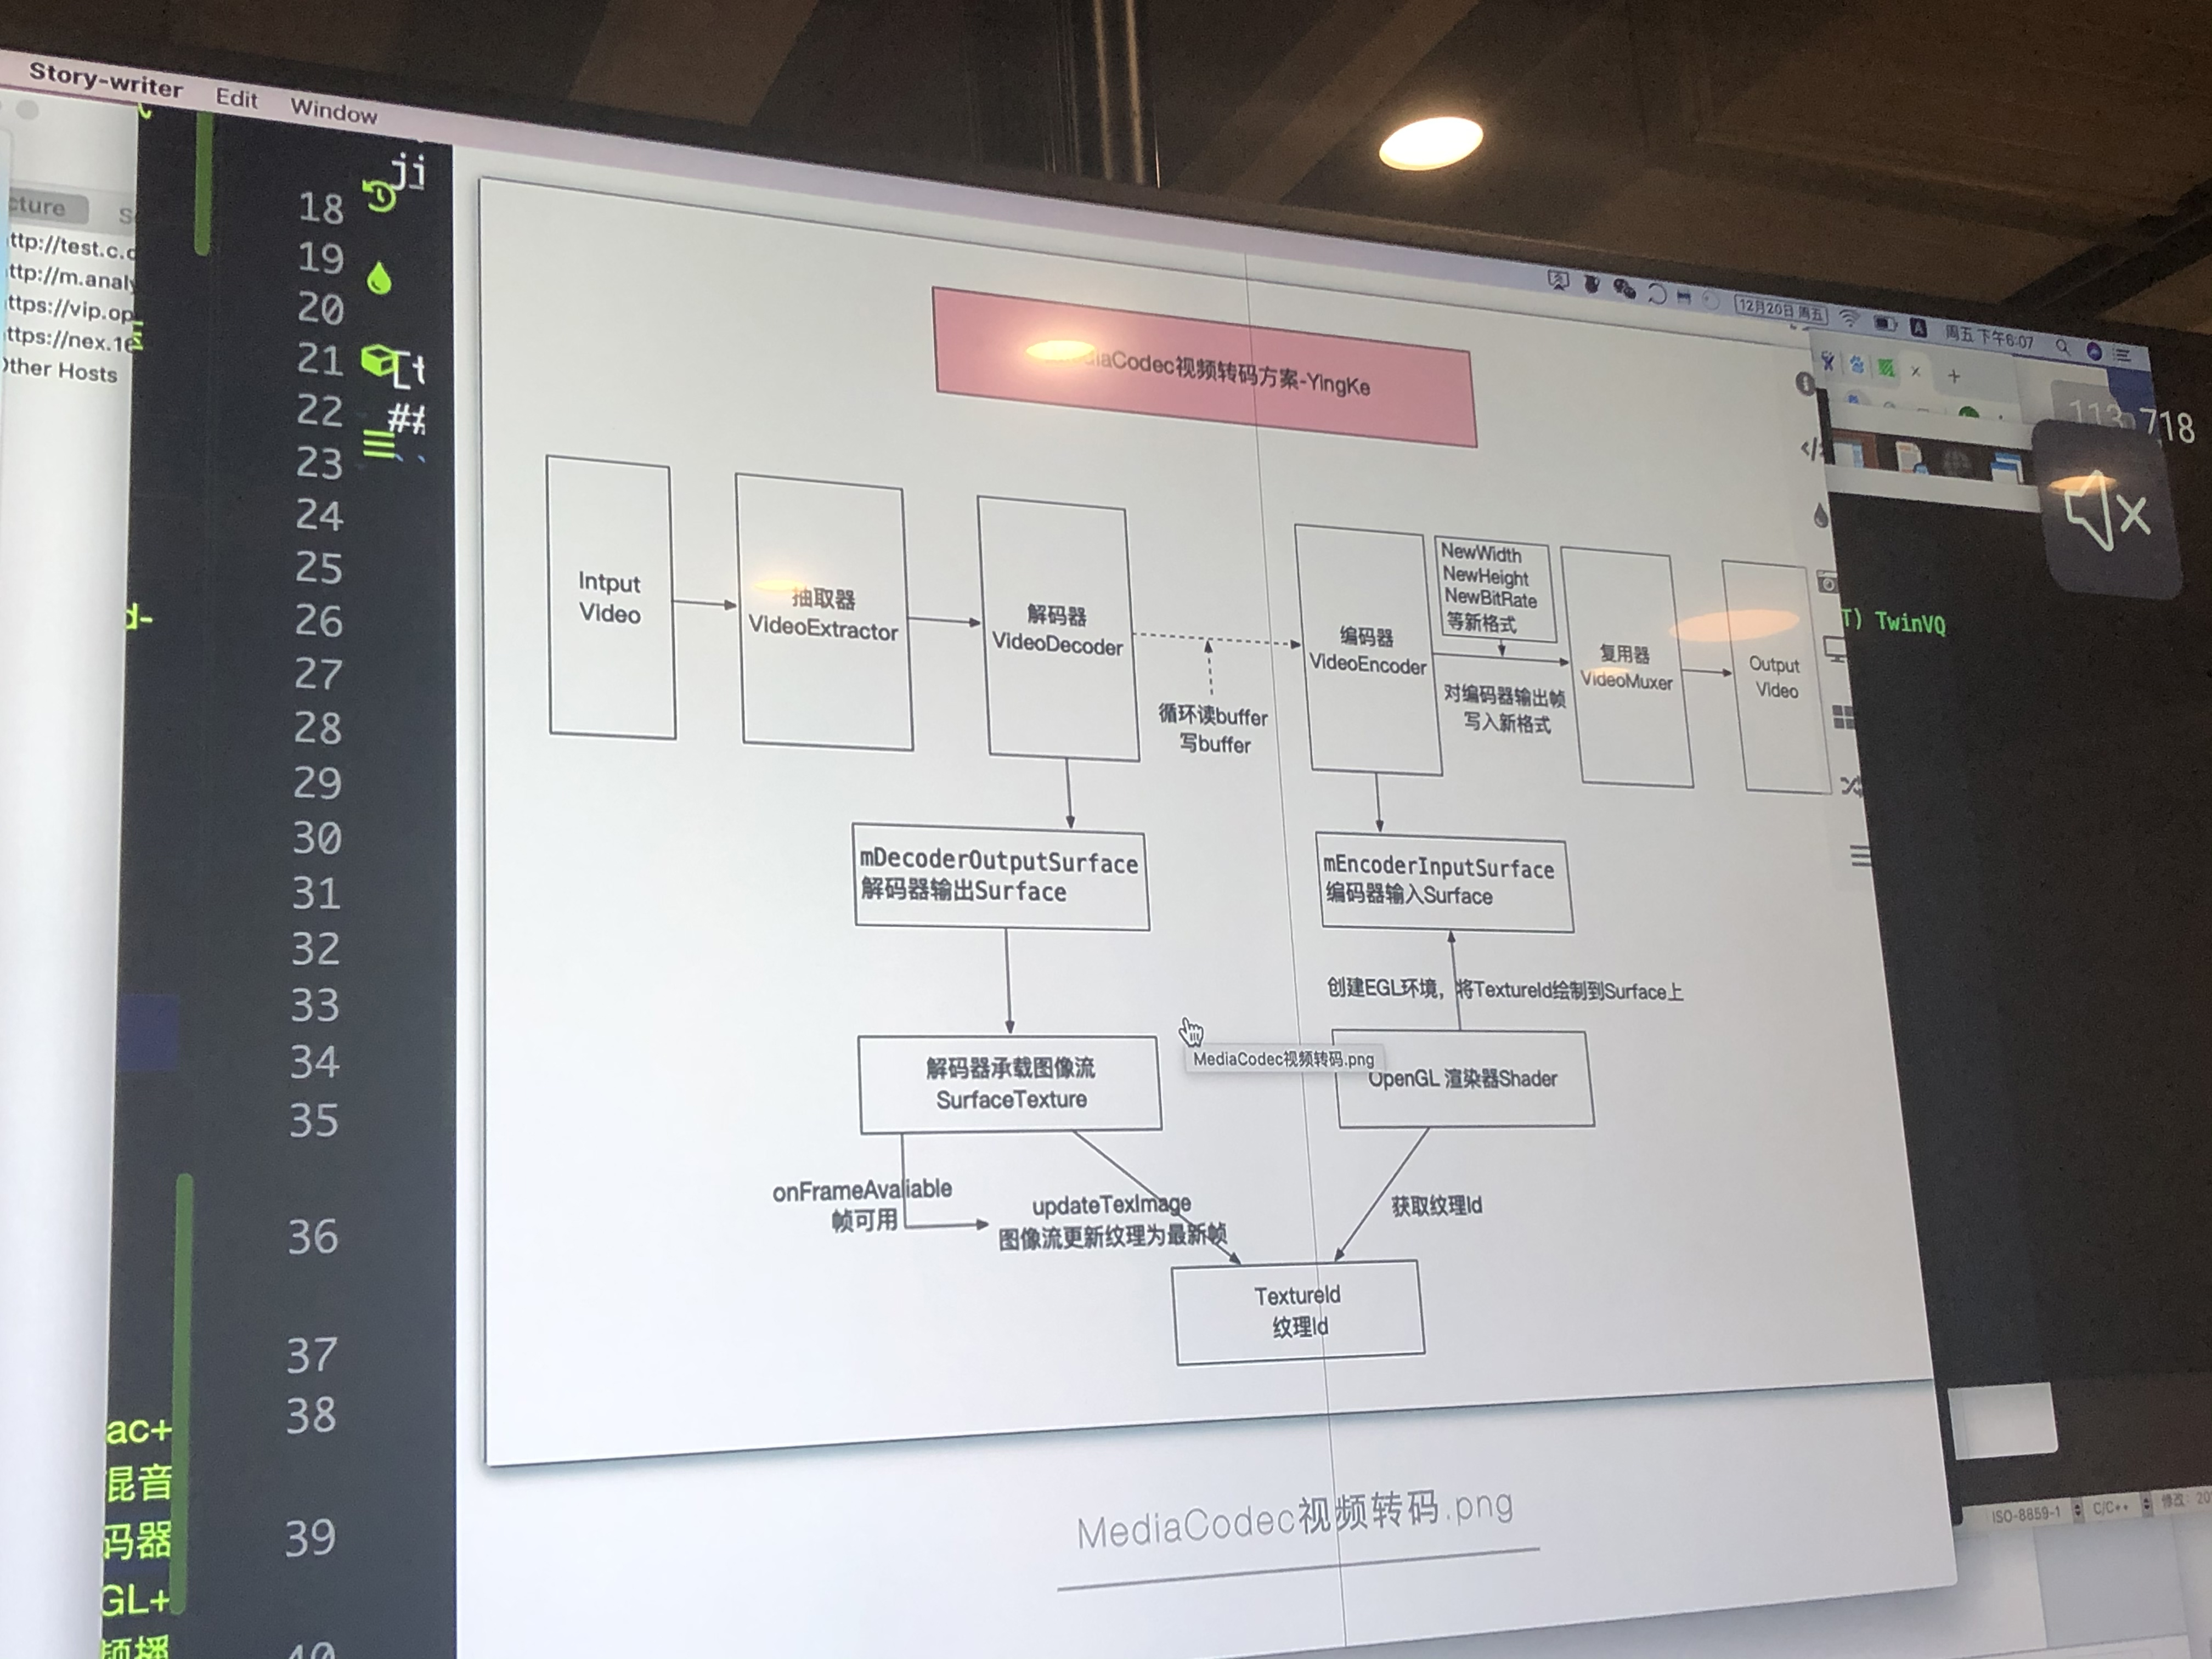 Story-writer Edit Window
12月20日 周五
周五 下午6:07
ji
18
19
20
21
22
##
23
24
25
26
27
28
29
30
31
32
33
34
35
36
37
38
39
ttp://test.c.c
ttp://m.analy
ttps://vip.op
ttps://nex.16
Other Hosts
d-
ac+
混音
码器
GL+
频播
diaCodec视频转码方案-YingKe
Intput
Video
抽取器
VideoExtractor
解码器
VideoDecoder
循环读buffer
写buffer
编码器
VideoEncoder
NewWidth
NewHeight
NewBitRate
等新格式
对编码器输出帧
写入新格式
复用器
VideoMuxer
Output
Video
mDecoderOutputSurface
解码器输出Surface
mEncoderInputSurface
编码器输入Surface
创建EGL环境，将TextureId绘制到Surface上
解码器承载图像流
SurfaceTexture
MediaCodec视频转码.png
OpenGL 渲染器Shader
onFrameAvaliable
帧可用
updateTexImage
图像流更新纹理为最新帧
获取纹理Id
TextureId
纹理Id
MediaCodec视频转码.png
113 718
T) TwinVQ
ISO-8859-1
C/C++
修改: 20